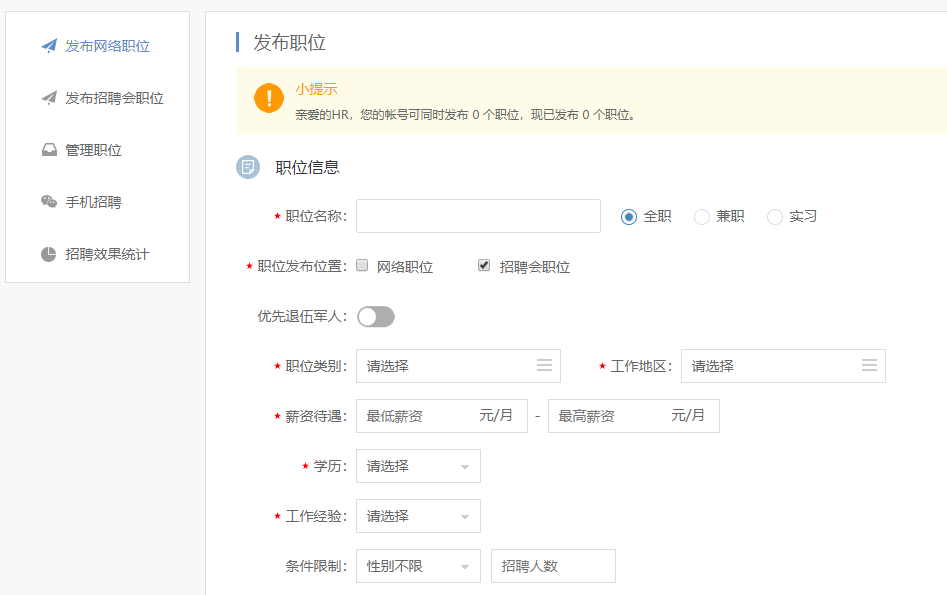 发布网络职位
发布招聘会职位
管理职位
手机招聘
招聘效果统计
发布职位
小提示
亲爱的HR，您的帐号可同时发布 0 个职位，现已发布 0 个职位。
职位信息
* 职位名称： 全职 兼职 实习
* 职位发布位置： 网络职位 招聘会职位
优先退伍军人：
* 职位类别： 请选择 * 工作地区： 请选择
* 薪资待遇： 最低薪资 元/月 - 最高薪资 元/月
* 学历： 请选择
* 工作经验： 请选择
条件限制： 性别不限 招聘人数